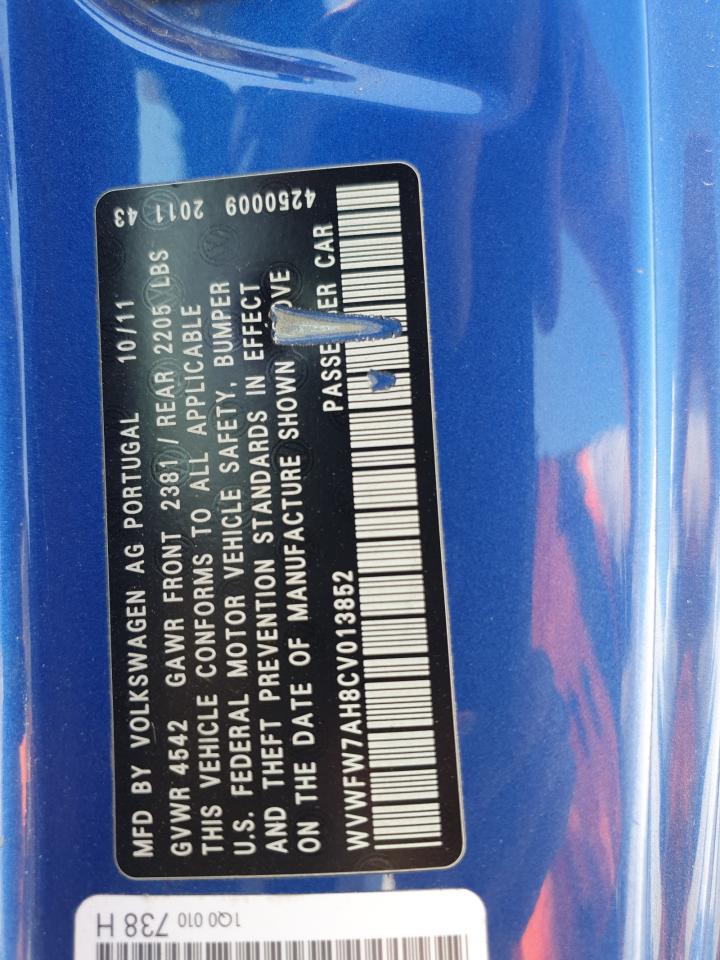 MFD BY VOLKSWAGEN AG PORTUGAL 10/11
GVWR 4542 GAWR FRONT 2381 / REAR 2205 LBS
THIS VEHICLE CONFORMS TO ALL APPLICABLE
U.S. FEDERAL MOTOR VEHICLE SAFETY, BUMPER
AND THEFT PREVENTION STANDARDS IN EFFECT
ON THE DATE OF MANUFACTURE SHOWN
WVWFW7AH8CV013852 PASSENGER CAR
43 2011 4250009
1Q0 010 738 H